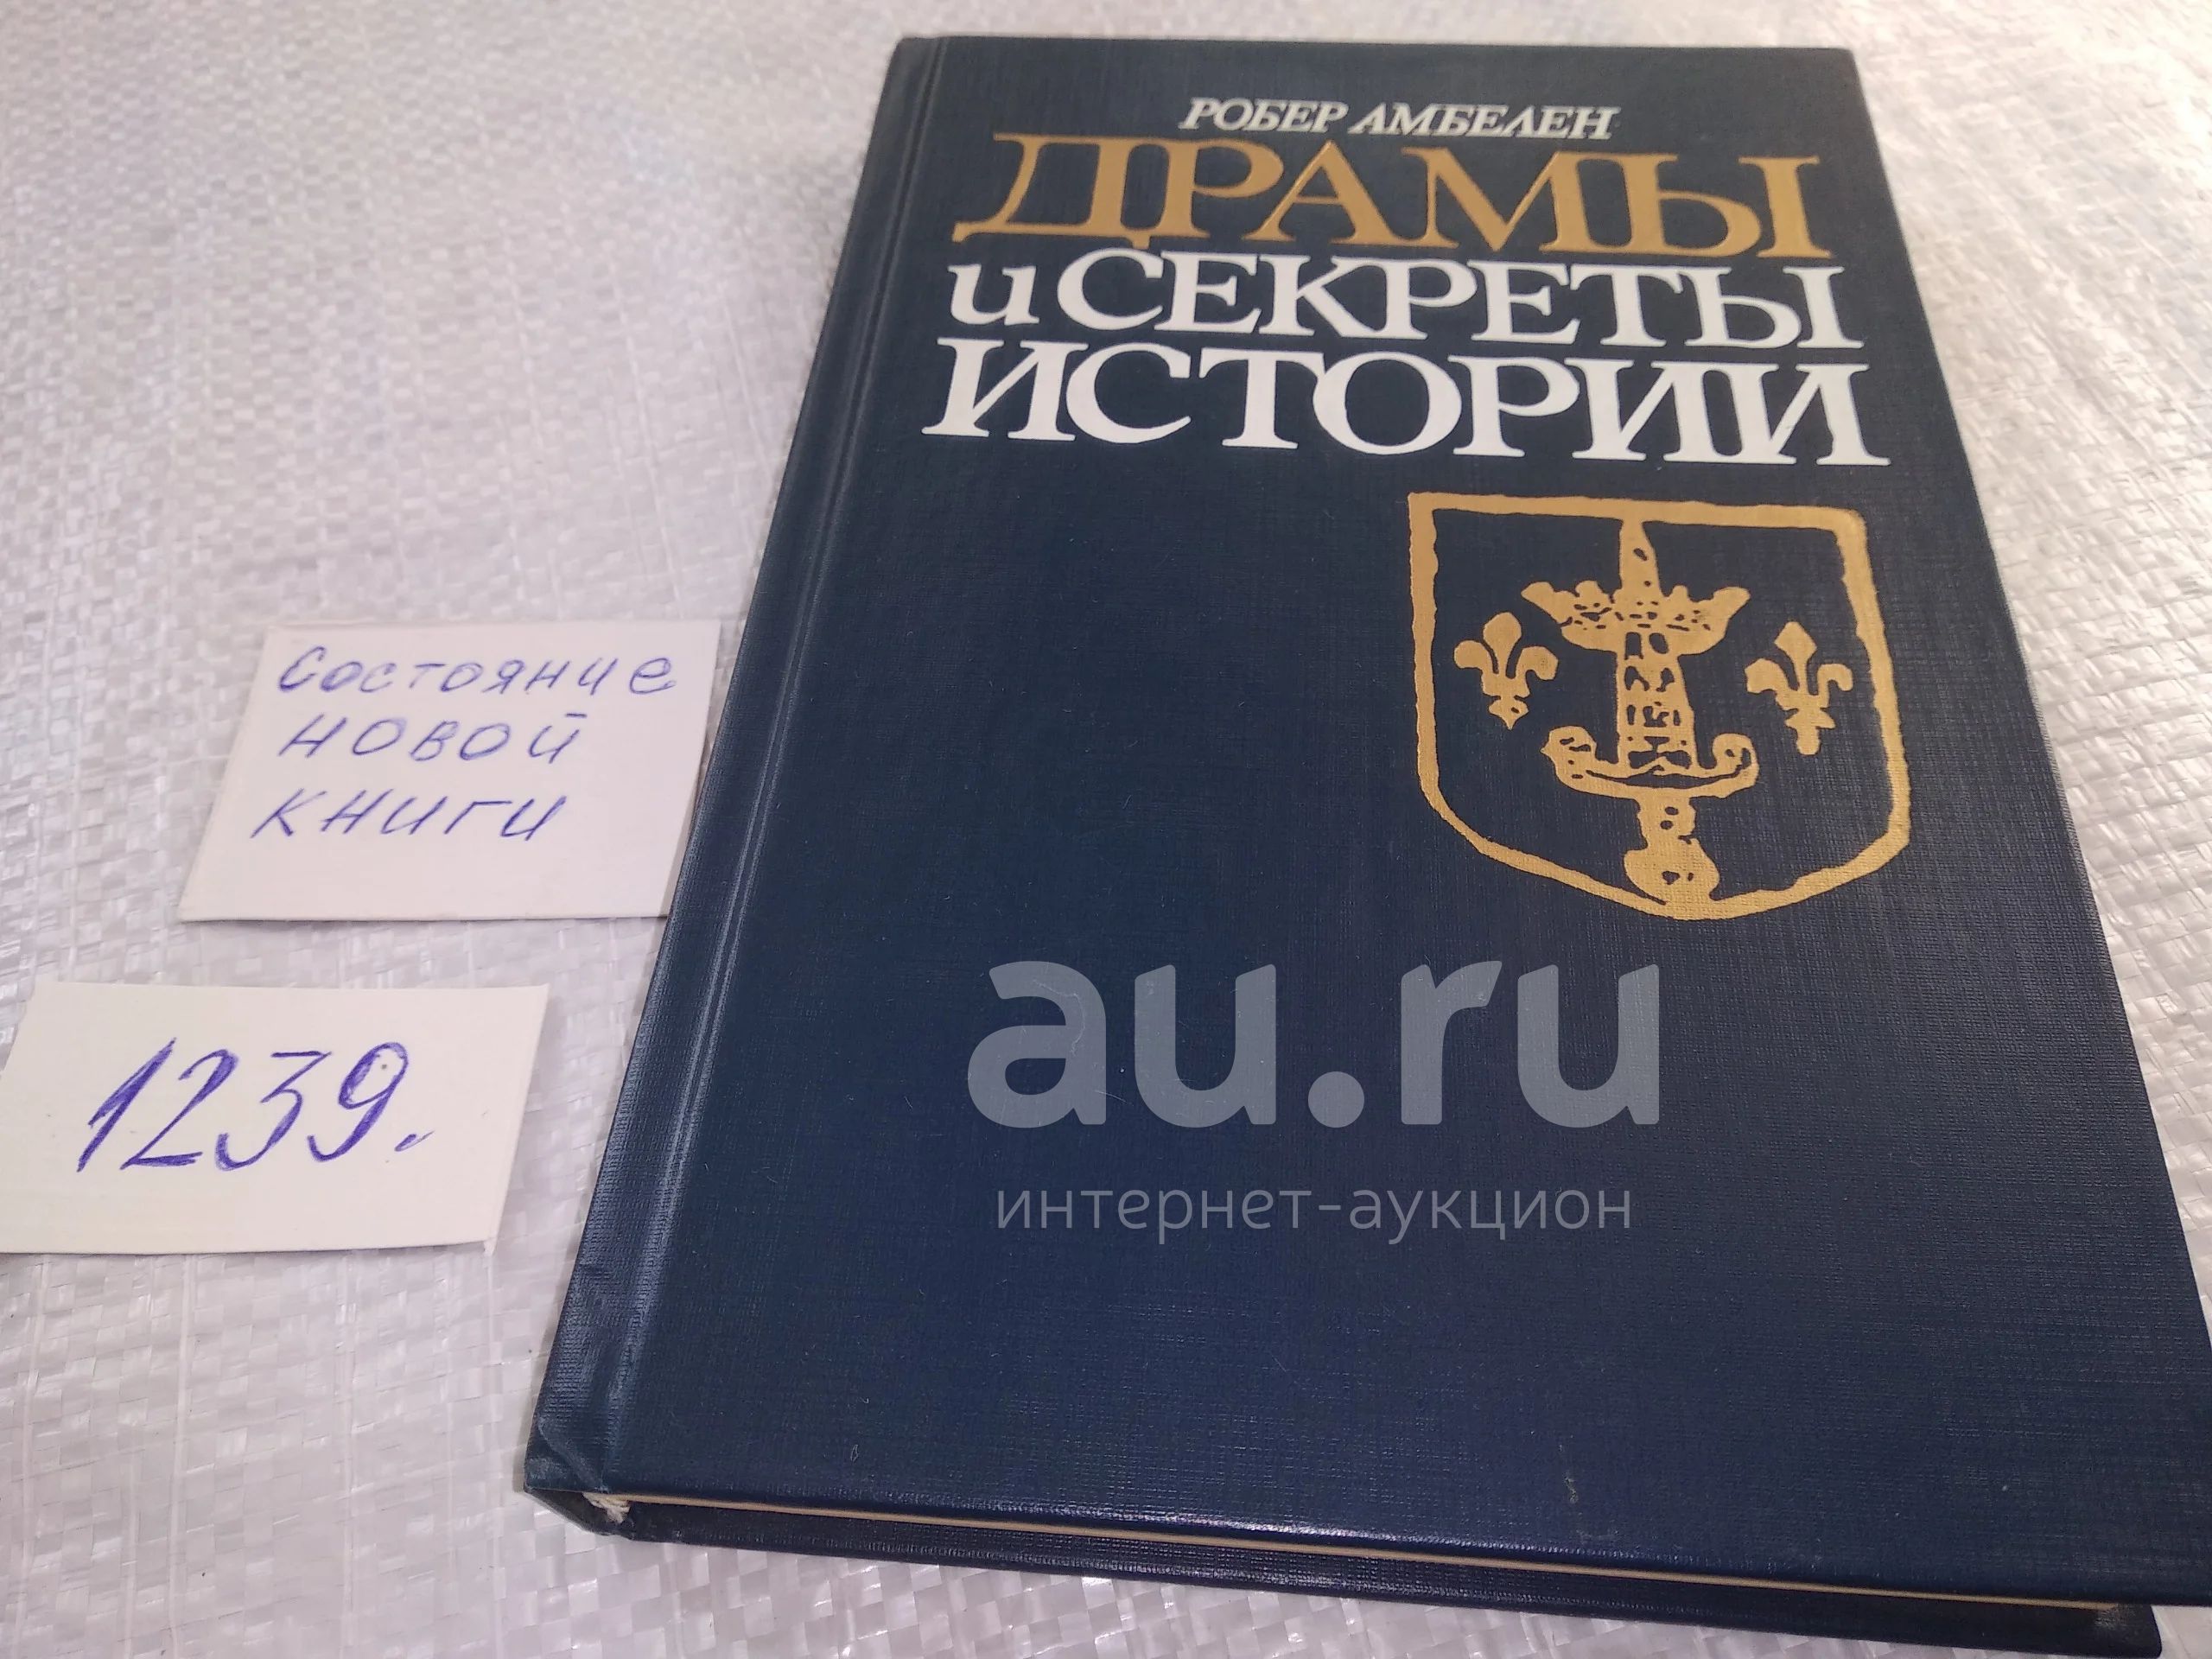 РОБЕР АМБЕЛЕН
ДРАМЫ
и СЕКРЕТЫ
ИСТОРИИ
Состояние
новой
книги
1239.
au.ru
интернет-аукцион